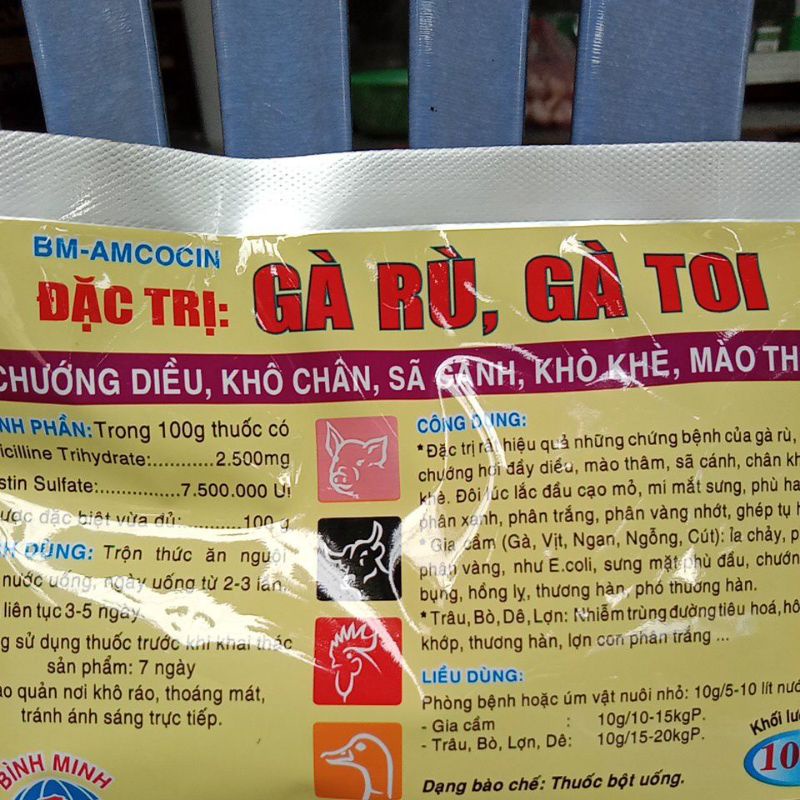 BM-AMCOCIN
ĐẶC TRỊ: GÀ RÙ, GÀ TOI
CHƯỚNG DIỀU, KHÔ CHÂN, SÃ CÁNH, KHÒ KHÈ, MÀO TH
NH PHẦN: Trong 100g thuốc có
icilline Trihydrate:............2.500mg
stin Sulfate:............7.500.000 UI
ược đặc biệt vừa đủ:..........100 g
H DÙNG: Trộn thức ăn nguội
nước uống, ngày uống từ 2-3 lần,
liên tục 3-5 ngày
g sử dụng thuốc trước khi khai thác
sản phẩm: 7 ngày
ảo quản nơi khô ráo, thoáng mát,
tránh ánh sáng trực tiếp.
BÌNH MINH
CÔNG DỤNG:
*Đặc trị rất hiệu quả những chứng bệnh của gà rù,
chướng hơi đầy diều, mào thâm, sã cánh, chân kh
khè. Đôi lúc lắc đầu cạo mỏ, mí mắt sưng, phù
phân xanh, phân trắng, phân vàng nhớt, ghép tụ h
*Gia cầm (Gà, Vịt, Ngan, Ngỗng, Cút): ỉa chảy, p
phân vàng, như E.coli, sưng mặt phù đầu, chướn
bụng, hồng lỵ, thương hàn, phó thương hàn.
*Trâu, Bò, Dê, Lợn: Nhiễm trùng đường tiêu hoá, hô
khớp, thương hàn, lợn con phân trắng ...
LIỀU DÙNG:
Phòng bệnh hoặc úm vật nuôi nhỏ: 10g/5-10 lít nướ
- Gia cầm : 10g/10-15kgP.
- Trâu, Bò, Lợn, Dê: 10g/15-20kgP.
Khối lượ
10
Dạng bào chế: Thuốc bột uống.